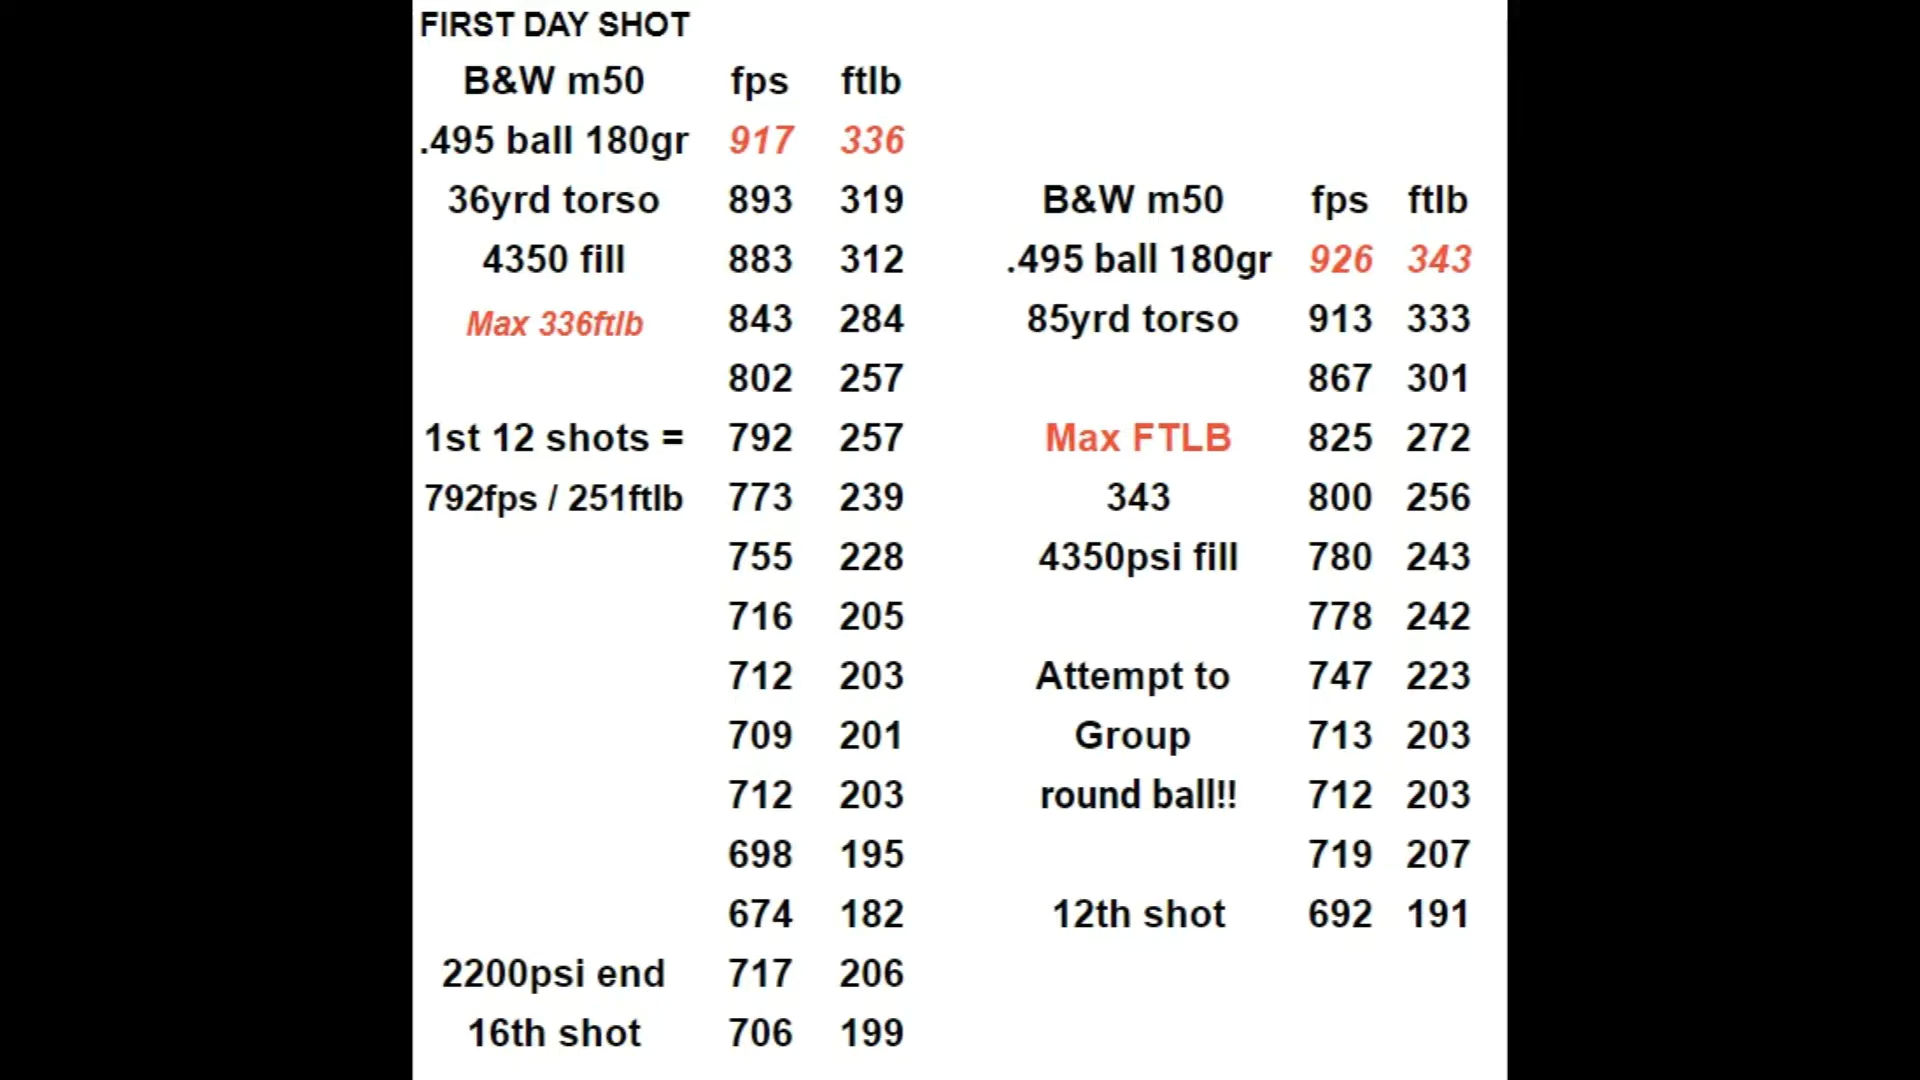 FIRST DAY SHOT
B&W m50 fps ftlb
.495 ball 180gr 917 336
36yrd torso 893 319
4350 fill 883 312
Max 336ftlb 843 284
802 257
1st 12 shots = 792 257
792fps / 251ftlb 773 239
755 228
716 205
712 203
709 201
712 203
698 195
674 182
2200psi end 717 206
16th shot 706 199
B&W m50 fps ftlb
.495 ball 180gr 926 343
85yrd torso 913 333
867 301
Max FTLB 825 272
343 800 256
4350psi fill 780 243
778 242
Attempt to 747 223
Group 713 203
round ball!! 712 203
719 207
12th shot 692 191